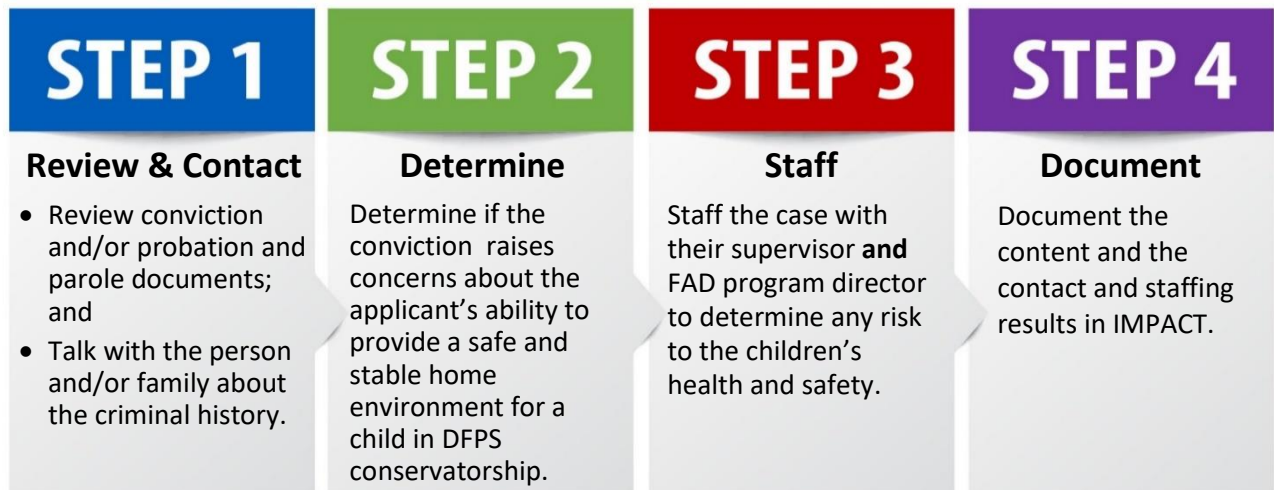 STEP 1
Review & Contact
• Review conviction
and/or probation and
parole documents;
and
• Talk with the person
and/or family about
the criminal history.
STEP 2
Determine
Determine if the
conviction raises
concerns about the
applicant’s ability to
provide a safe and
stable home
environment for a
child in DFPS
conservatorship.
STEP 3
Staff
Staff the case with
their supervisor and
FAD program director
to determine any risk
to the children’s
health and safety.
STEP 4
Document
Document the
content and the
contact and staffing
results in IMPACT.